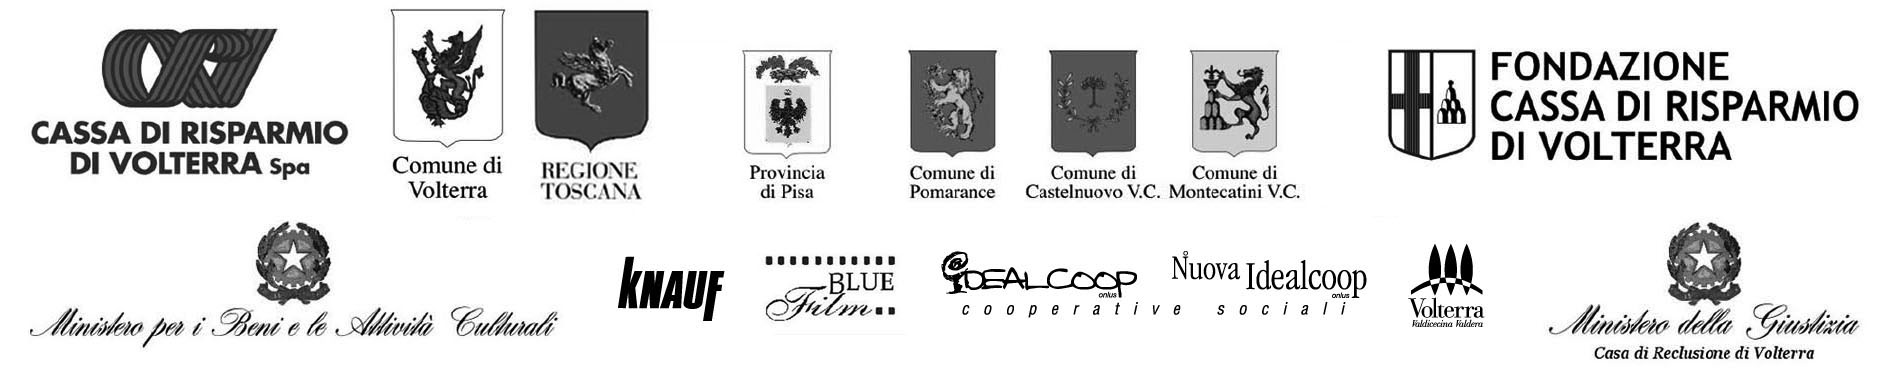 CASSA DI RISPARMIO
DI VOLTERRA Spa
Comune di
Volterra
REGIONE
TOSCANA
Provincia
di Pisa
Comune di
Pomarance
Comune di
Castelnuovo V.C.
Comune di
Montecatini V.C.
FONDAZIONE
CASSA DI RISPARMIO
DI VOLTERRA
Ministero per i Beni e le Attività Culturali
KNAUF
BLUE
Film
IDEALCOOP
onlus
Nuova Idealcoop
onlus
cooperative sociali
Volterra
Valdicecina Valdera
Ministero della Giustizia
Casa di Reclusione di Volterra